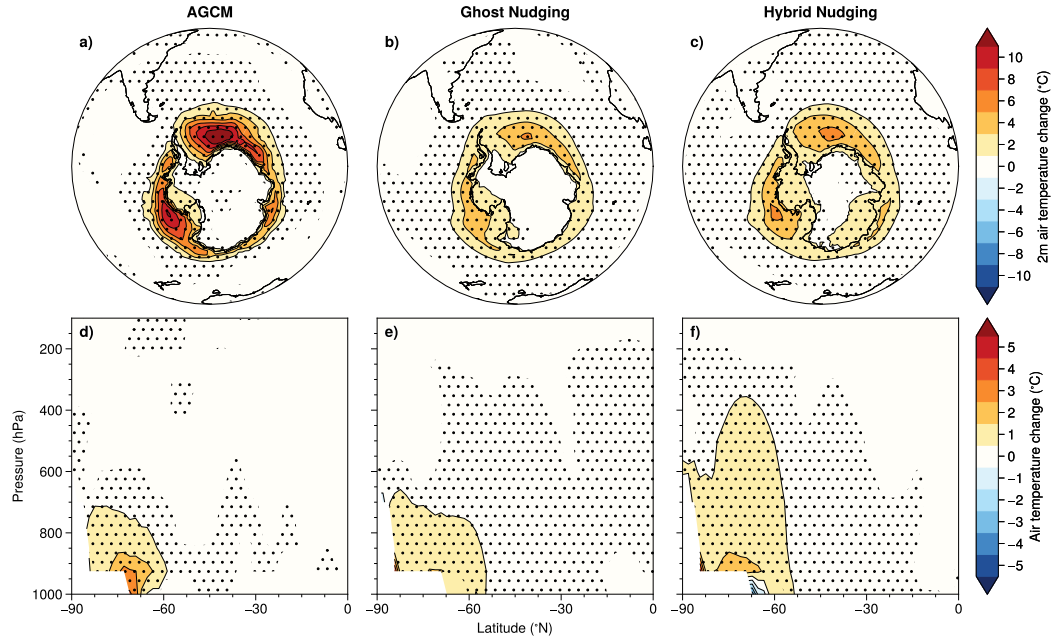 AGCM
Ghost Nudging
Hybrid Nudging
a)
b)
c)
10
8
6
4
2
0
−2
−4
−6
−8
−10
2m air temperature change (°C)
d)
e)
f)
200
400
600
800
1000
Pressure (hPa)
5
4
3
2
1
0
−1
−2
−3
−4
−5
Air temperature change (°C)
−90 −60 −30 0
−90 −60 −30 0
−90 −60 −30 0
Latitude (°N)